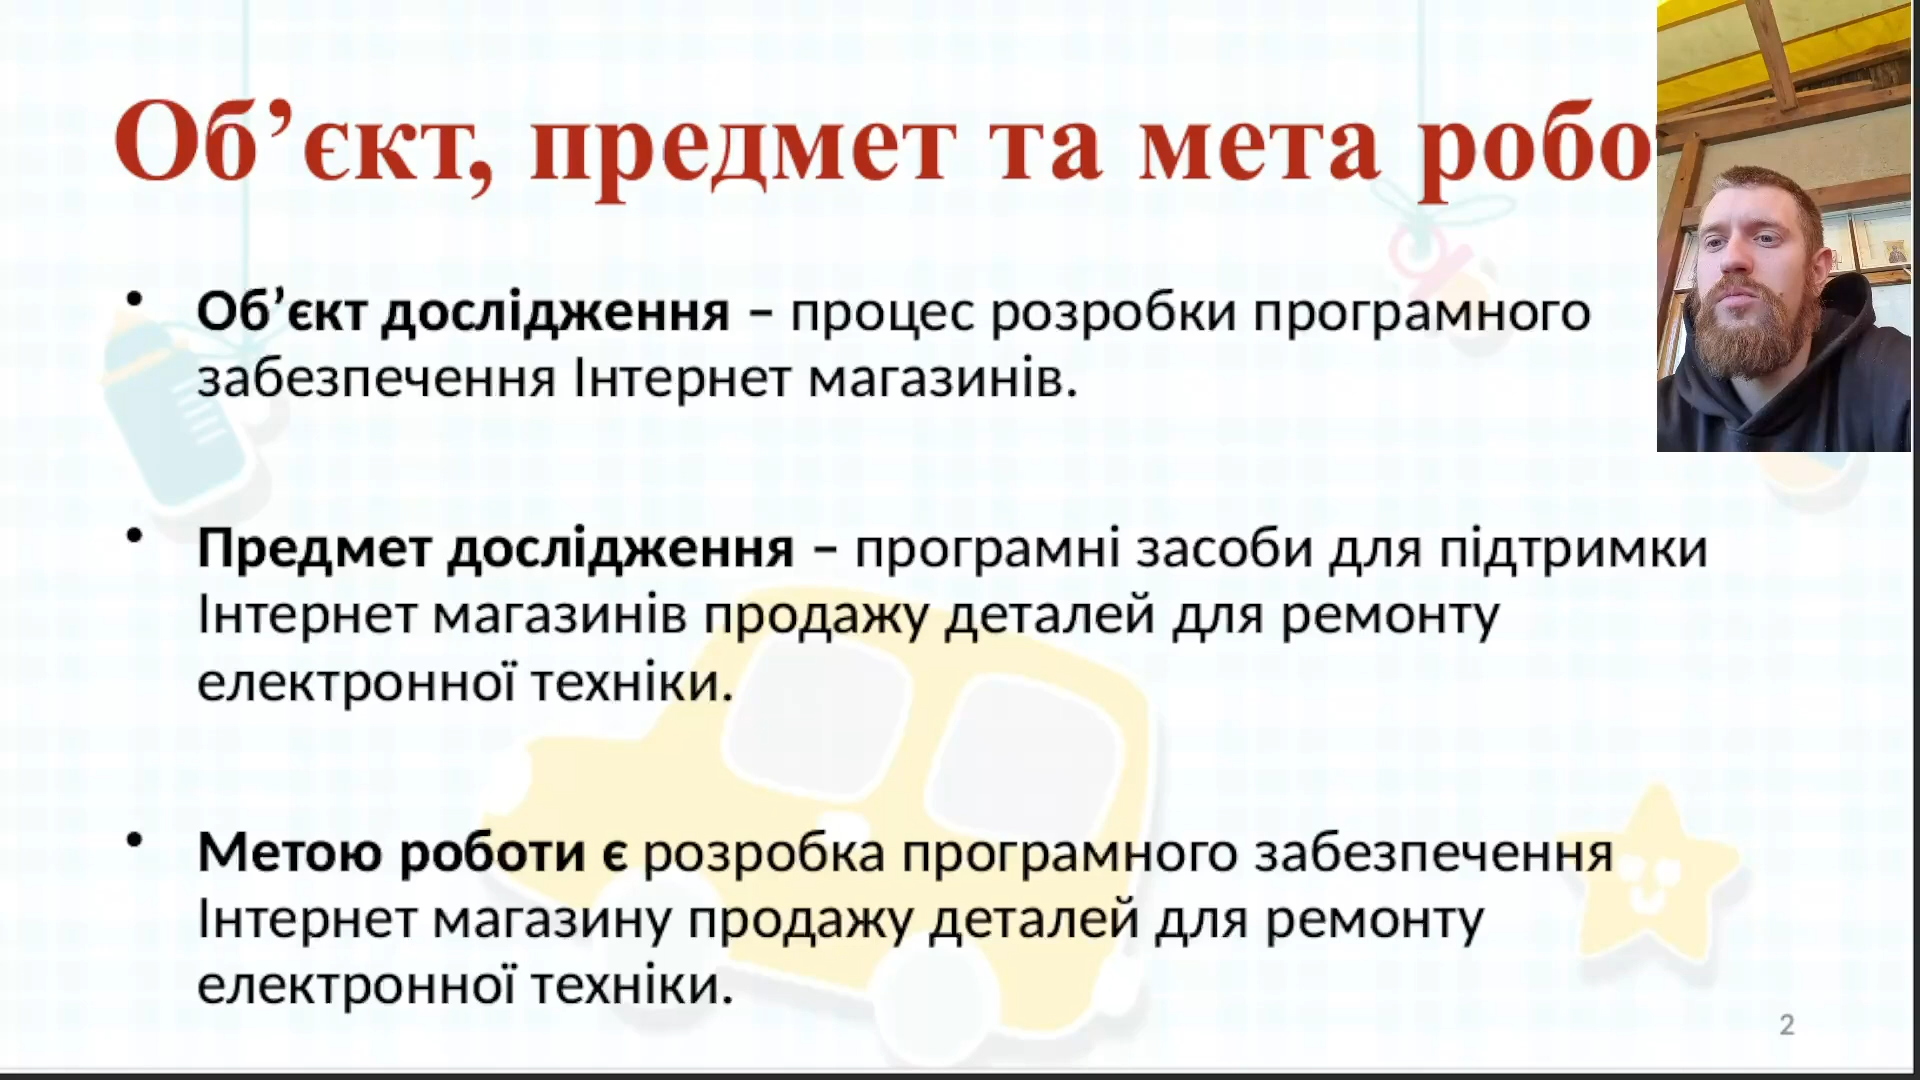 Об’єкт, предмет та мета робо
• Об’єкт дослідження – процес розробки програмного
забезпечення Інтернет магазинів.
• Предмет дослідження – програмні засоби для підтримки
Інтернет магазинів продажу деталей для ремонту
електронної техніки.
• Метою роботи є розробка програмного забезпечення
Інтернет магазину продажу деталей для ремонту
електронної техніки.
2